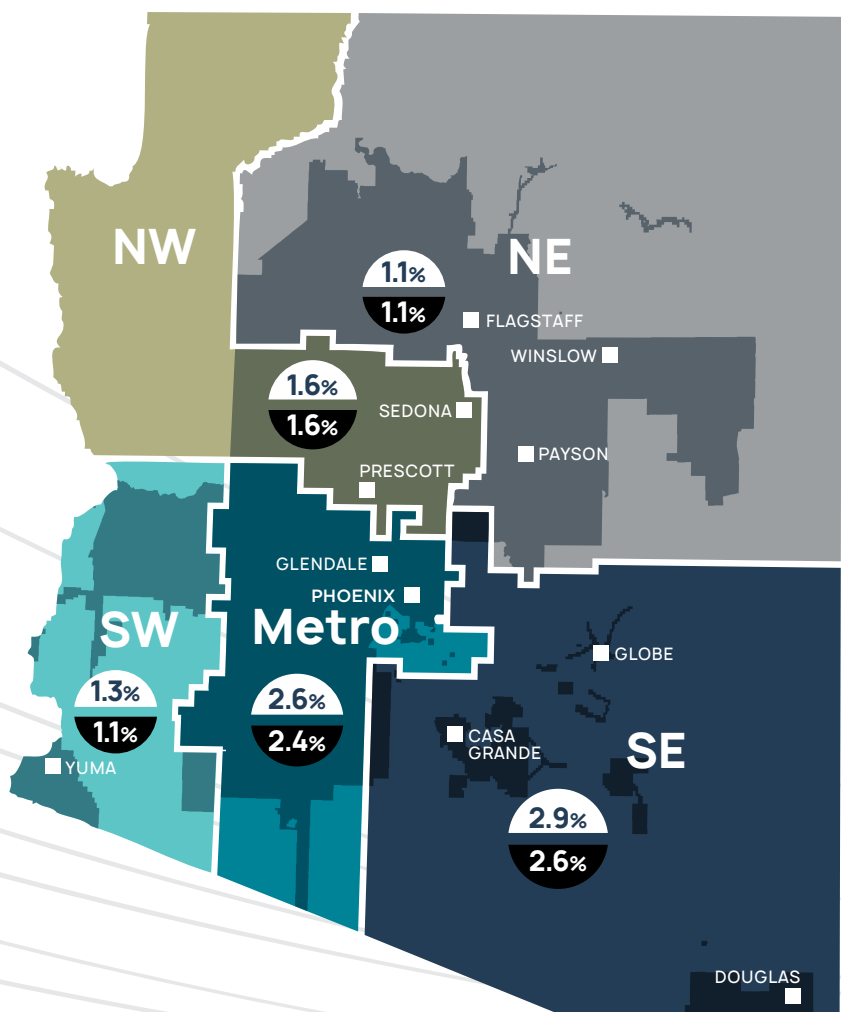 NW
NE
1.1%
1.1%
FLAGSTAFF
WINSLOW
1.6%
1.6%
SEDONA
PAYSON
PRESCOTT
GLENDALE
PHOENIX
SW
Metro
GLOBE
1.3%
1.1%
2.6%
2.4%
YUMA
CASA
GRANDE
SE
2.9%
2.6%
DOUGLAS